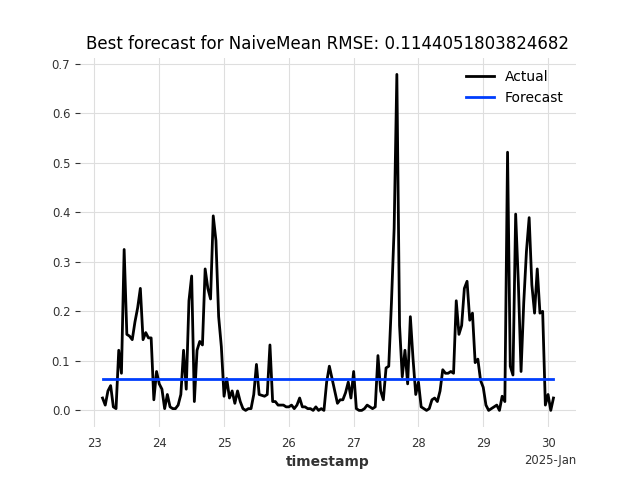 Best forecast for NaiveMean RMSE: 0.1144051803824682
Actual
Forecast
0.7
0.6
0.5
0.4
0.3
0.2
0.1
0.0
23 24 25 26 27 28 29 30
timestamp
2025-Jan